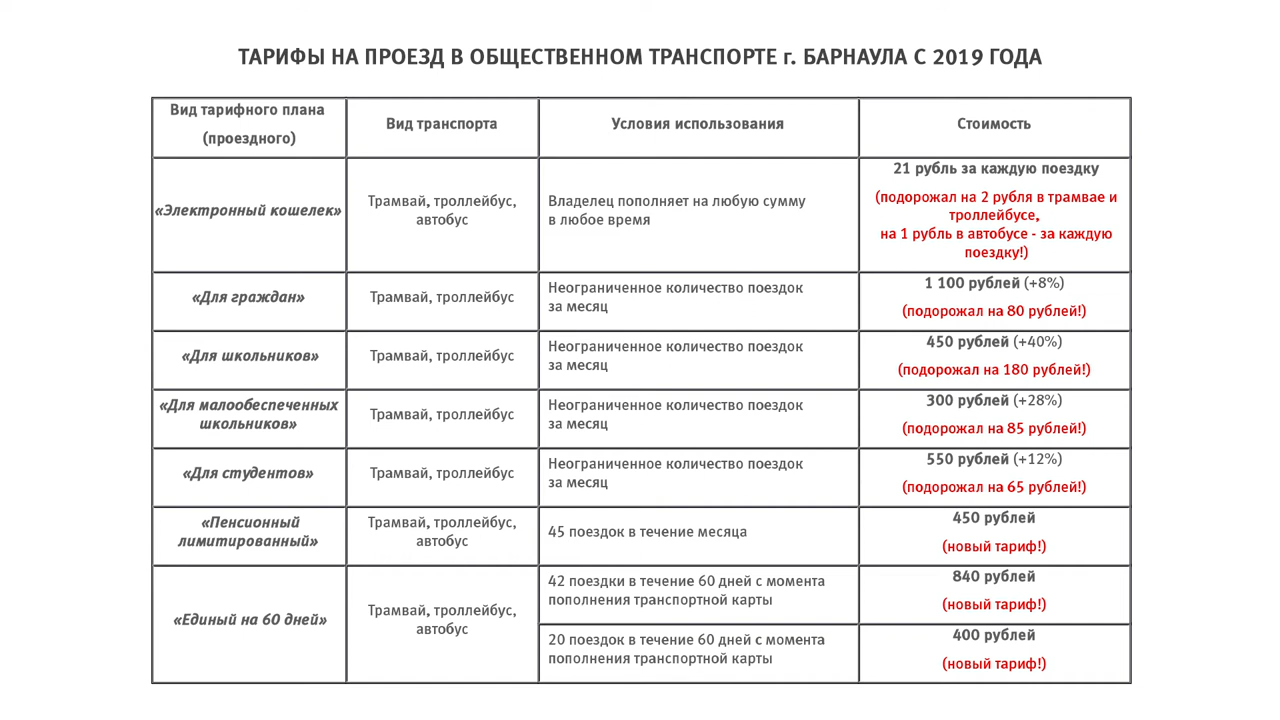 ТАРИФЫ НА ПРОЕЗД В ОБЩЕСТВЕННОМ ТРАНСПОРТЕ г. БАРНАУЛА С 2019 ГОДА
Вид тарифного плана
(проездного)
Вид транспорта
Условия использования
Стоимость
«Электронный кошелек»
Трамвай, троллейбус,
автобус
Владелец пополняет на любую сумму
в любое время
21 рубль за каждую поездку
(подорожал на 2 рубля в трамвае и
троллейбусе,
на 1 рубль в автобусе - за каждую
поездку!)
«Для граждан»
Трамвай, троллейбус
Неограниченное количество поездок
за месяц
1 100 рублей (+8%)
(подорожал на 80 рублей!)
«Для школьников»
Трамвай, троллейбус
Неограниченное количество поездок
за месяц
450 рублей (+40%)
(подорожал на 180 рублей!)
«Для малообеспеченных
школьников»
Трамвай, троллейбус
Неограниченное количество поездок
за месяц
300 рублей (+28%)
(подорожал на 85 рублей!)
«Для студентов»
Трамвай, троллейбус
Неограниченное количество поездок
за месяц
550 рублей (+12%)
(подорожал на 65 рублей!)
«Пенсионный
лимитированный»
Трамвай, троллейбус,
автобус
45 поездок в течение месяца
450 рублей
(новый тариф!)
«Единый на 60 дней»
Трамвай, троллейбус,
автобус
42 поездки в течение 60 дней с момента
пополнения транспортной карты
840 рублей
(новый тариф!)
20 поездок в течение 60 дней с момента
пополнения транспортной карты
400 рублей
(новый тариф!)